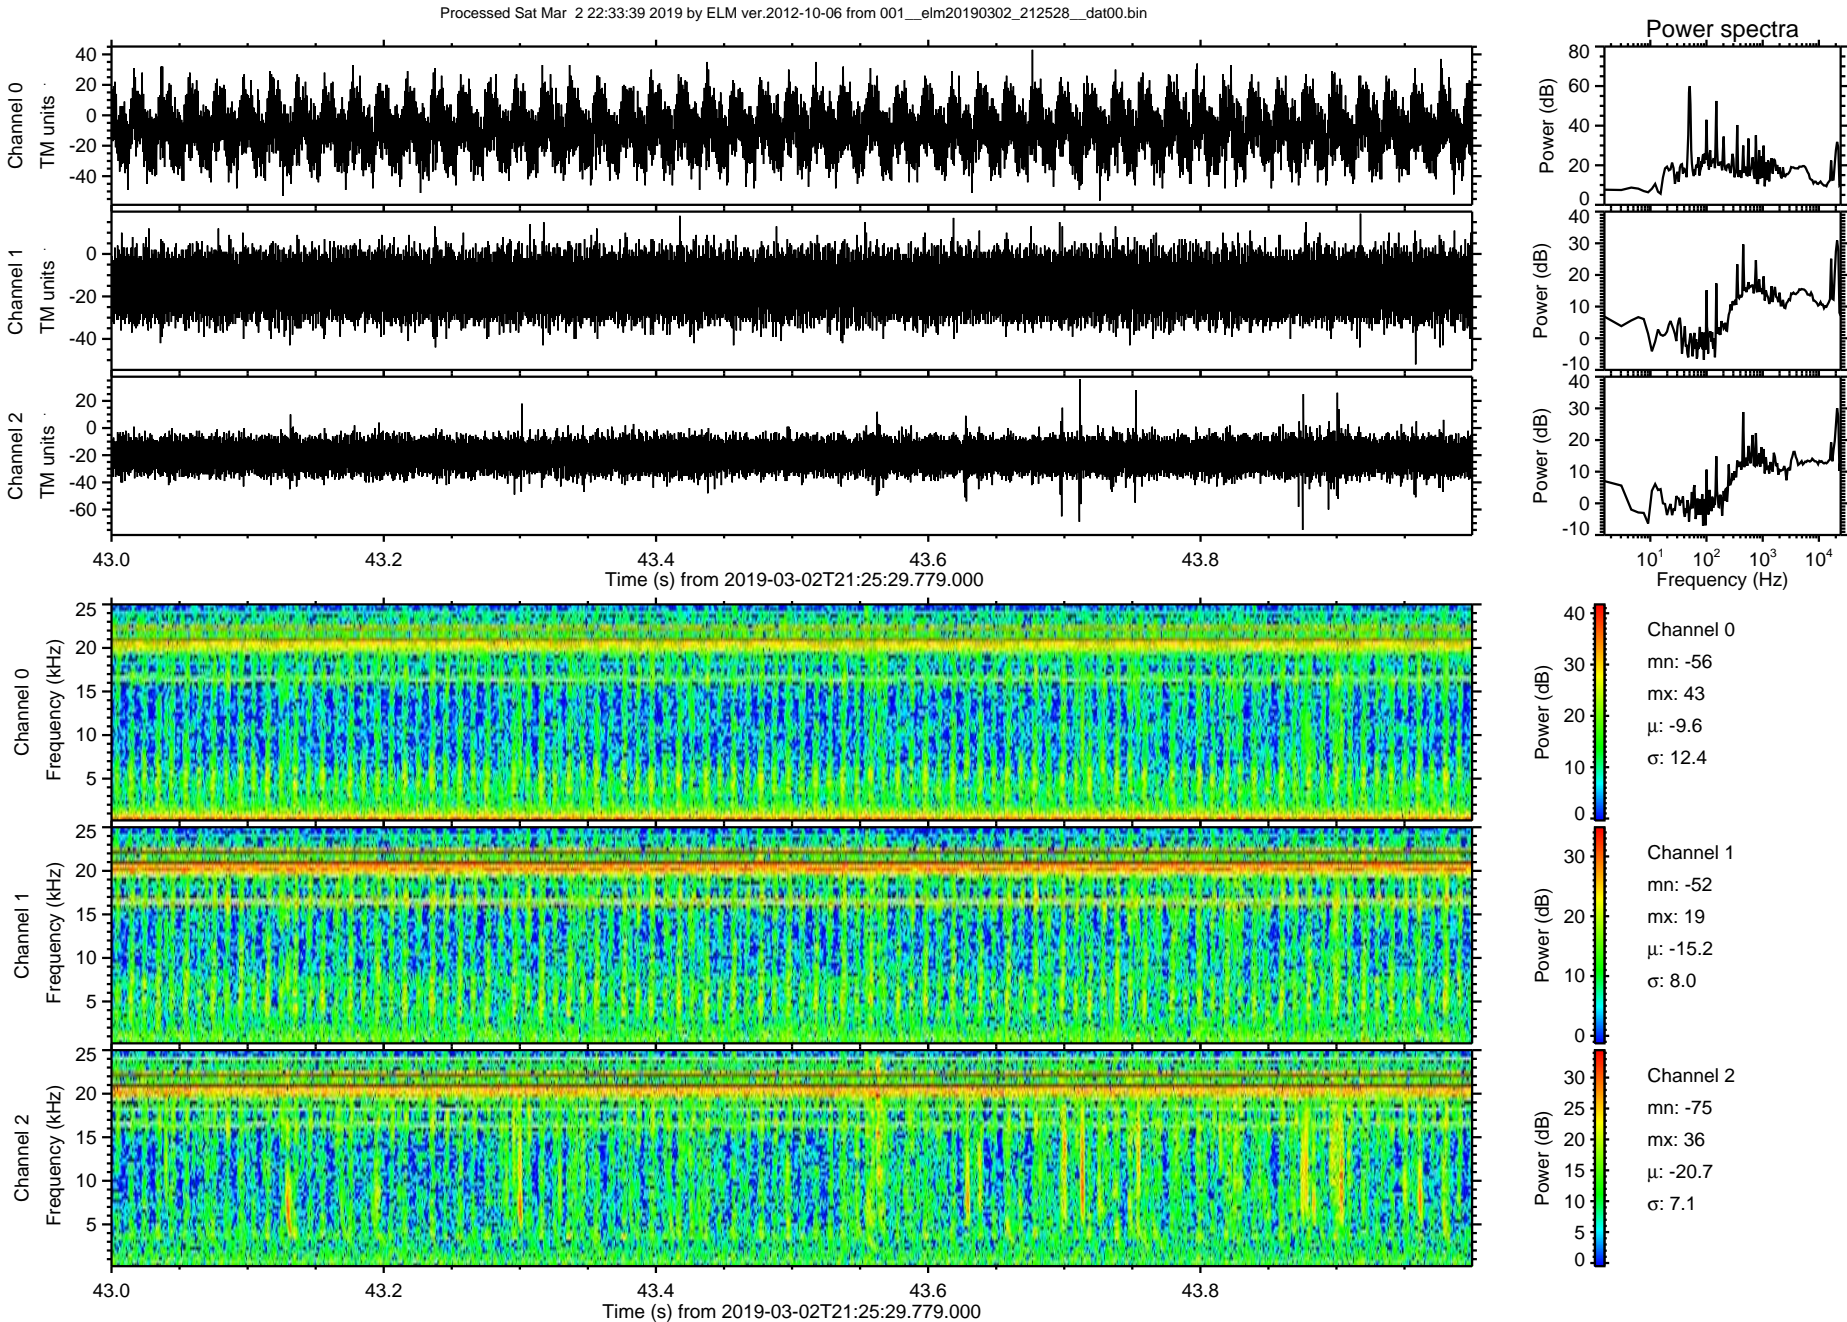 Processed Sat Mar  2 22:33:39 2019 by ELM ver.2012-10-06 from 001__elm20190302_212528__dat00.bin
Power spectra
Channel 0
TM units
40
20
0
-20
-40
Power (dB)
80
60
40
20
0
Channel 1
TM units
0
-20
-40
Power (dB)
40
30
20
10
0
-10
Channel 2
TM units
20
0
-20
-40
-60
Power (dB)
40
30
20
10
0
-10
43.0 43.2 43.4 43.6 43.8
Time (s) from 2019-03-02T21:25:29.779.000
10¹ 10² 10³ 10⁴
Frequency (Hz)
Channel 0
Frequency (kHz)
25
20
15
10
5
Power (dB)
40
30
20
10
0
Channel 0
mn: -56
mx: 43
μ: -9.6
σ: 12.4
Channel 1
Frequency (kHz)
25
20
15
10
5
Power (dB)
30
20
10
0
Channel 1
mn: -52
mx: 19
μ: -15.2
σ: 8.0
Channel 2
Frequency (kHz)
25
20
15
10
5
Power (dB)
30
25
20
15
10
5
0
Channel 2
mn: -75
mx: 36
μ: -20.7
σ: 7.1
43.0 43.2 43.4 43.6 43.8
Time (s) from 2019-03-02T21:25:29.779.000